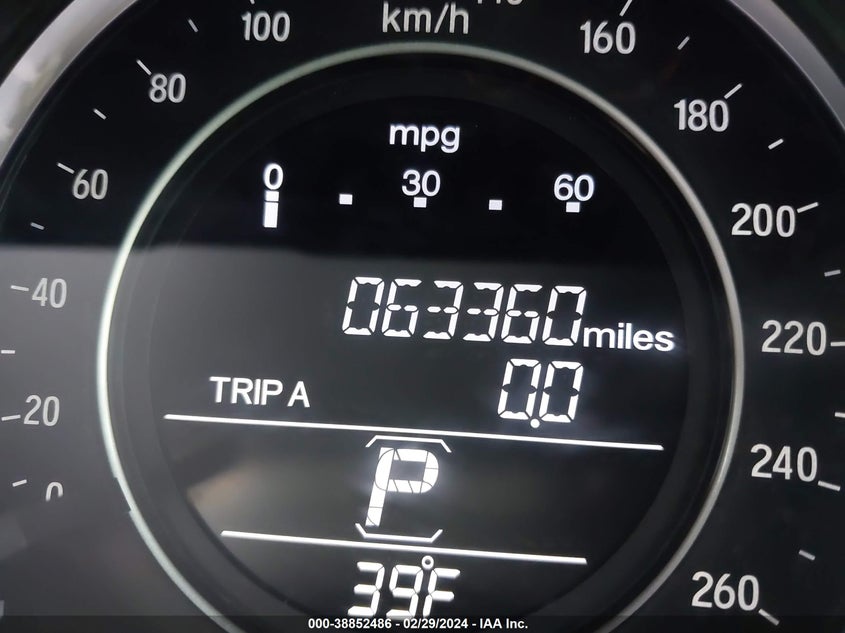 100 km/h 160
80 180
mpg
60 0 30 60 200
40 063360 miles 220
TRIP A 0.0
20 240
0 P
39°F 260
000-38852486 - 02/29/2024 - IAA Inc.